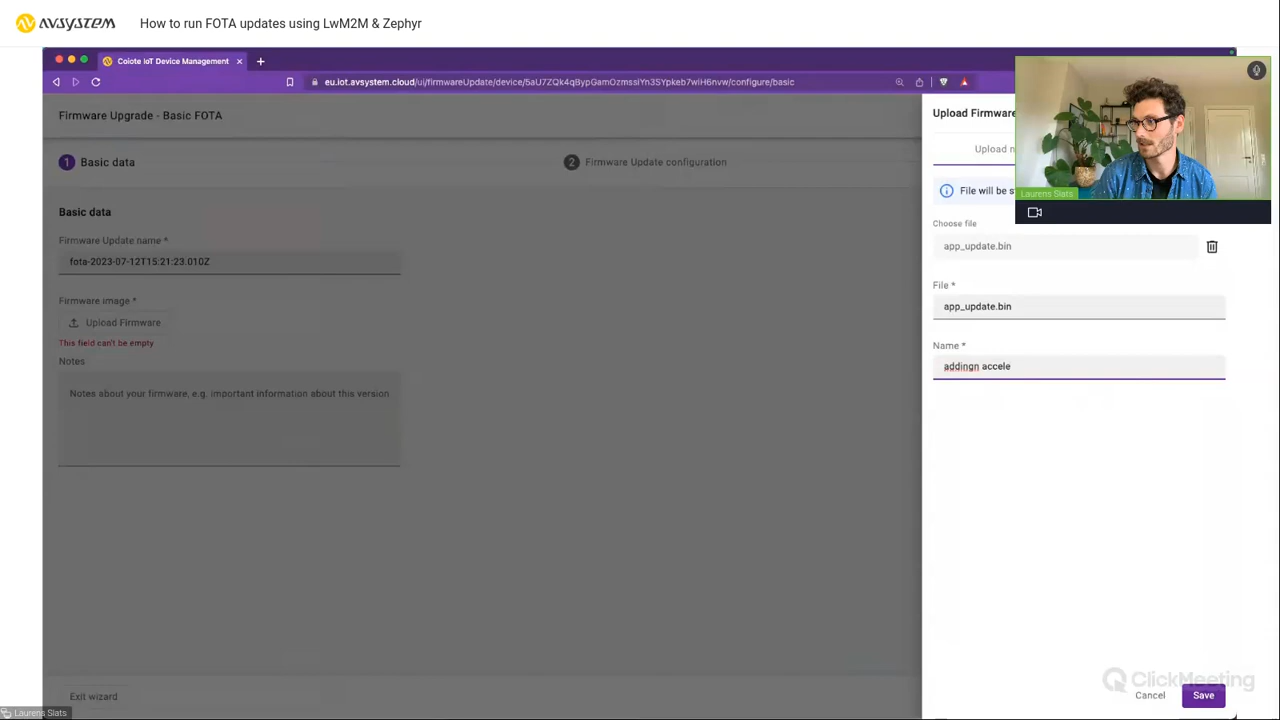 AVSYSTEM
How to run FOTA updates using LwM2M & Zephyr
Coiote IoT Device Management
eu.iot.avsystem.cloud/ui/firmwareUpdate/device/5aU7ZQk4qBypGamOzmssiYn3SYpkeb7wlH6nvw/configure/basic
Firmware Upgrade - Basic FOTA
Upload Firmware
1 Basic data
2 Firmware Update configuration
Upload n
File will be s
Laurens Slats
Basic data
Firmware Update name *
fota-2023-07-12T15:21:23.010Z
Firmware image *
Upload Firmware
This field can't be empty
Notes
Notes about your firmware, e.g. important information about this version
Choose file
app_update.bin
File *
app_update.bin
Name *
addingn accele
Exit wizard
ClickMeeting
Cancel
Save
Laurens Slats